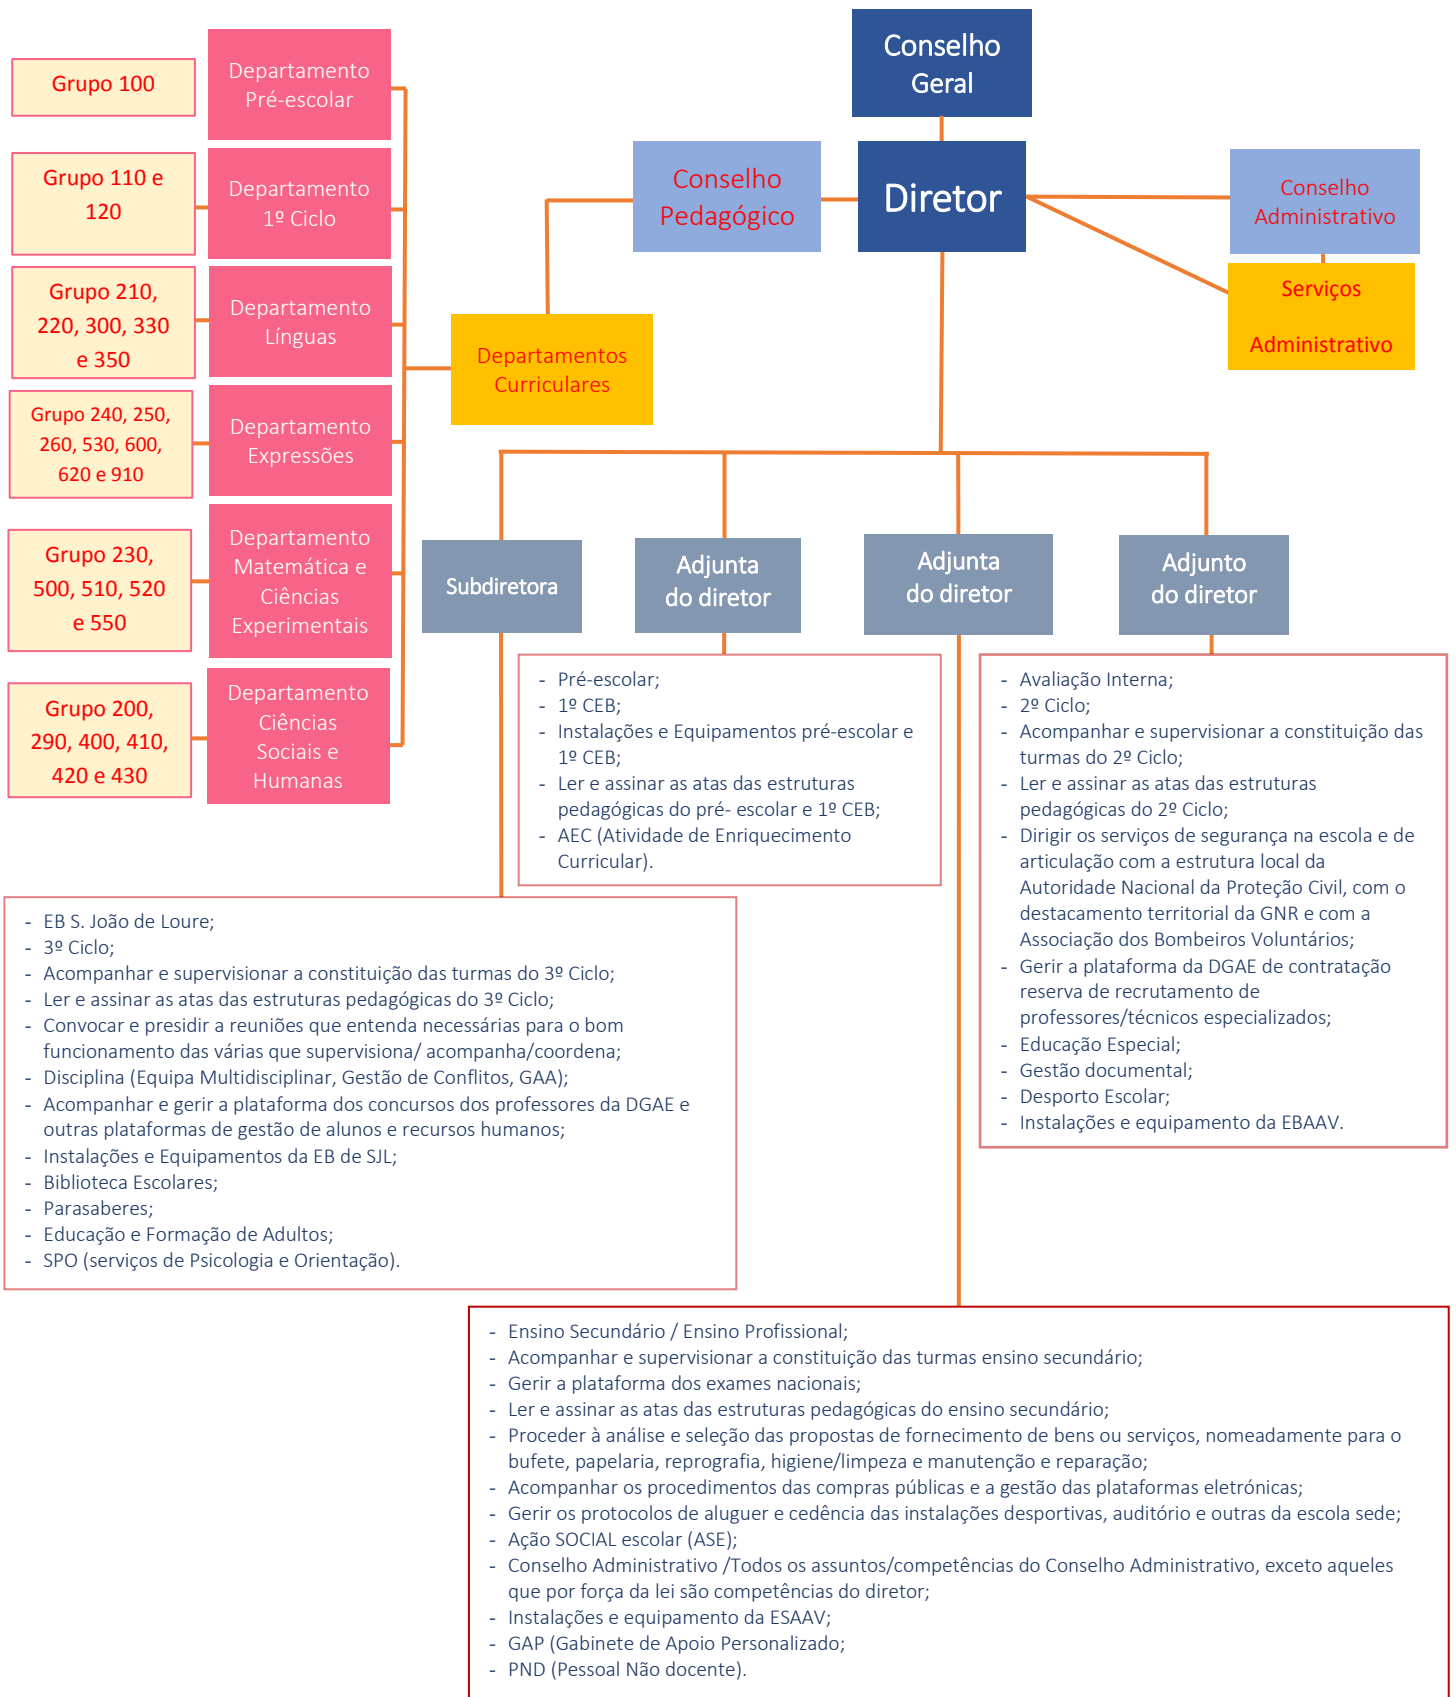 Conselho
Geral
Diretor
Conselho
Pedagógico
Conselho
Administrativo
Serviços
Administrativo
Departamentos
Curriculares
Grupo 100
Departamento
Pré-escolar
Grupo 110 e
120
Departamento
1º Ciclo
Grupo 210,
220, 300, 330
e 350
Departamento
Línguas
Grupo 240, 250,
260, 530, 600,
620 e 910
Departamento
Expressões
Grupo 230,
500, 510, 520
e 550
Departamento
Matemática e
Ciências
Experimentais
Grupo 200,
290, 400, 410,
420 e 430
Departamento
Ciências
Sociais e
Humanas
Subdiretora
Adjunta
do diretor
Adjunta
do diretor
Adjunto
do diretor
- Pré-escolar;
- 1º CEB;
- Instalações e Equipamentos pré-escolar e
1º CEB;
- Ler e assinar as atas das estruturas
pedagógicas do pré- escolar e 1º CEB;
- AEC (Atividade de Enriquecimento
Curricular).
- Avaliação Interna;
- 2º Ciclo;
- Acompanhar e supervisionar a constituição das
turmas do 2º Ciclo;
- Ler e assinar as atas das estruturas
pedagógicas do 2º Ciclo;
- Dirigir os serviços de segurança na escola e de
articulação com a estrutura local da
Autoridade Nacional da Proteção Civil, com o
destacamento territorial da GNR e com a
Associação dos Bombeiros Voluntários;
- Gerir a plataforma da DGAE de contratação
reserva de recrutamento de
professores/técnicos especializados;
- Educação Especial;
- Gestão documental;
- Desporto Escolar;
- Instalações e equipamento da EBAAV.
- EB S. João de Loure;
- 3º Ciclo;
- Acompanhar e supervisionar a constituição das turmas do 3º Ciclo;
- Ler e assinar as atas das estruturas pedagógicas do 3º Ciclo;
- Convocar e presidir a reuniões que entenda necessárias para o bom
funcionamento das várias que supervisiona/ acompanha/coordena;
- Disciplina (Equipa Multidisciplinar, Gestão de Conflitos, GAA);
- Acompanhar e gerir a plataforma dos concursos dos professores da DGAE e
outras plataformas de gestão de alunos e recursos humanos;
- Instalações e Equipamentos da EB de SJL;
- Biblioteca Escolares;
- Parasaberes;
- Educação e Formação de Adultos;
- SPO (serviços de Psicologia e Orientação).
- Ensino Secundário / Ensino Profissional;
- Acompanhar e supervisionar a constituição das turmas ensino secundário;
- Gerir a plataforma dos exames nacionais;
- Ler e assinar as atas das estruturas pedagógicas do ensino secundário;
- Proceder à análise e seleção das propostas de fornecimento de bens ou serviços, nomeadamente para o
bufete, papelaria, reprografia, higiene/limpeza e manutenção e reparação;
- Acompanhar os procedimentos das compras públicas e a gestão das plataformas eletrónicas;
- Gerir os protocolos de aluguer e cedência das instalações desportivas, auditório e outras da escola sede;
- Ação SOCIAL escolar (ASE);
- Conselho Administrativo /Todos os assuntos/competências do Conselho Administrativo, exceto aqueles
que por força da lei são competências do diretor;
- Instalações e equipamento da ESAAV;
- GAP (Gabinete de Apoio Personalizado;
- PND (Pessoal Não docente).